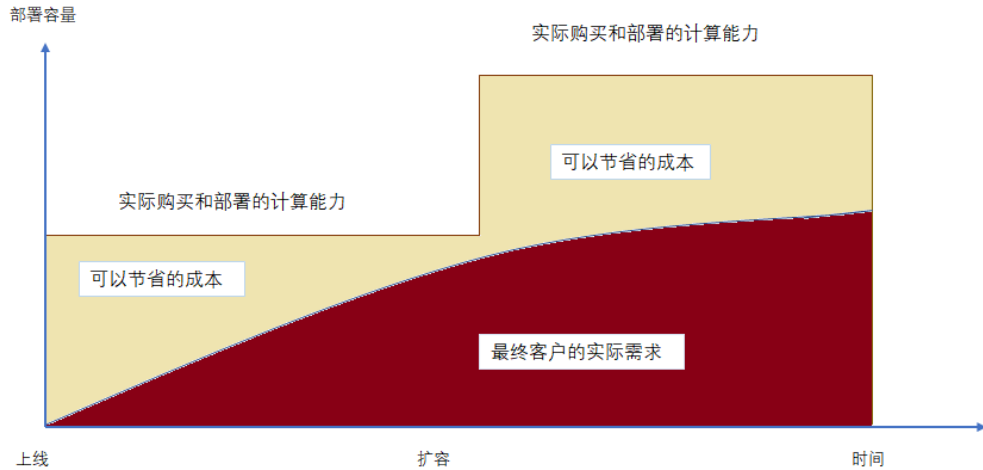 部署容量
实际购买和部署的计算能力
可以节省的成本
实际购买和部署的计算能力
可以节省的成本
最终客户的实际需求
上线
扩容
时间